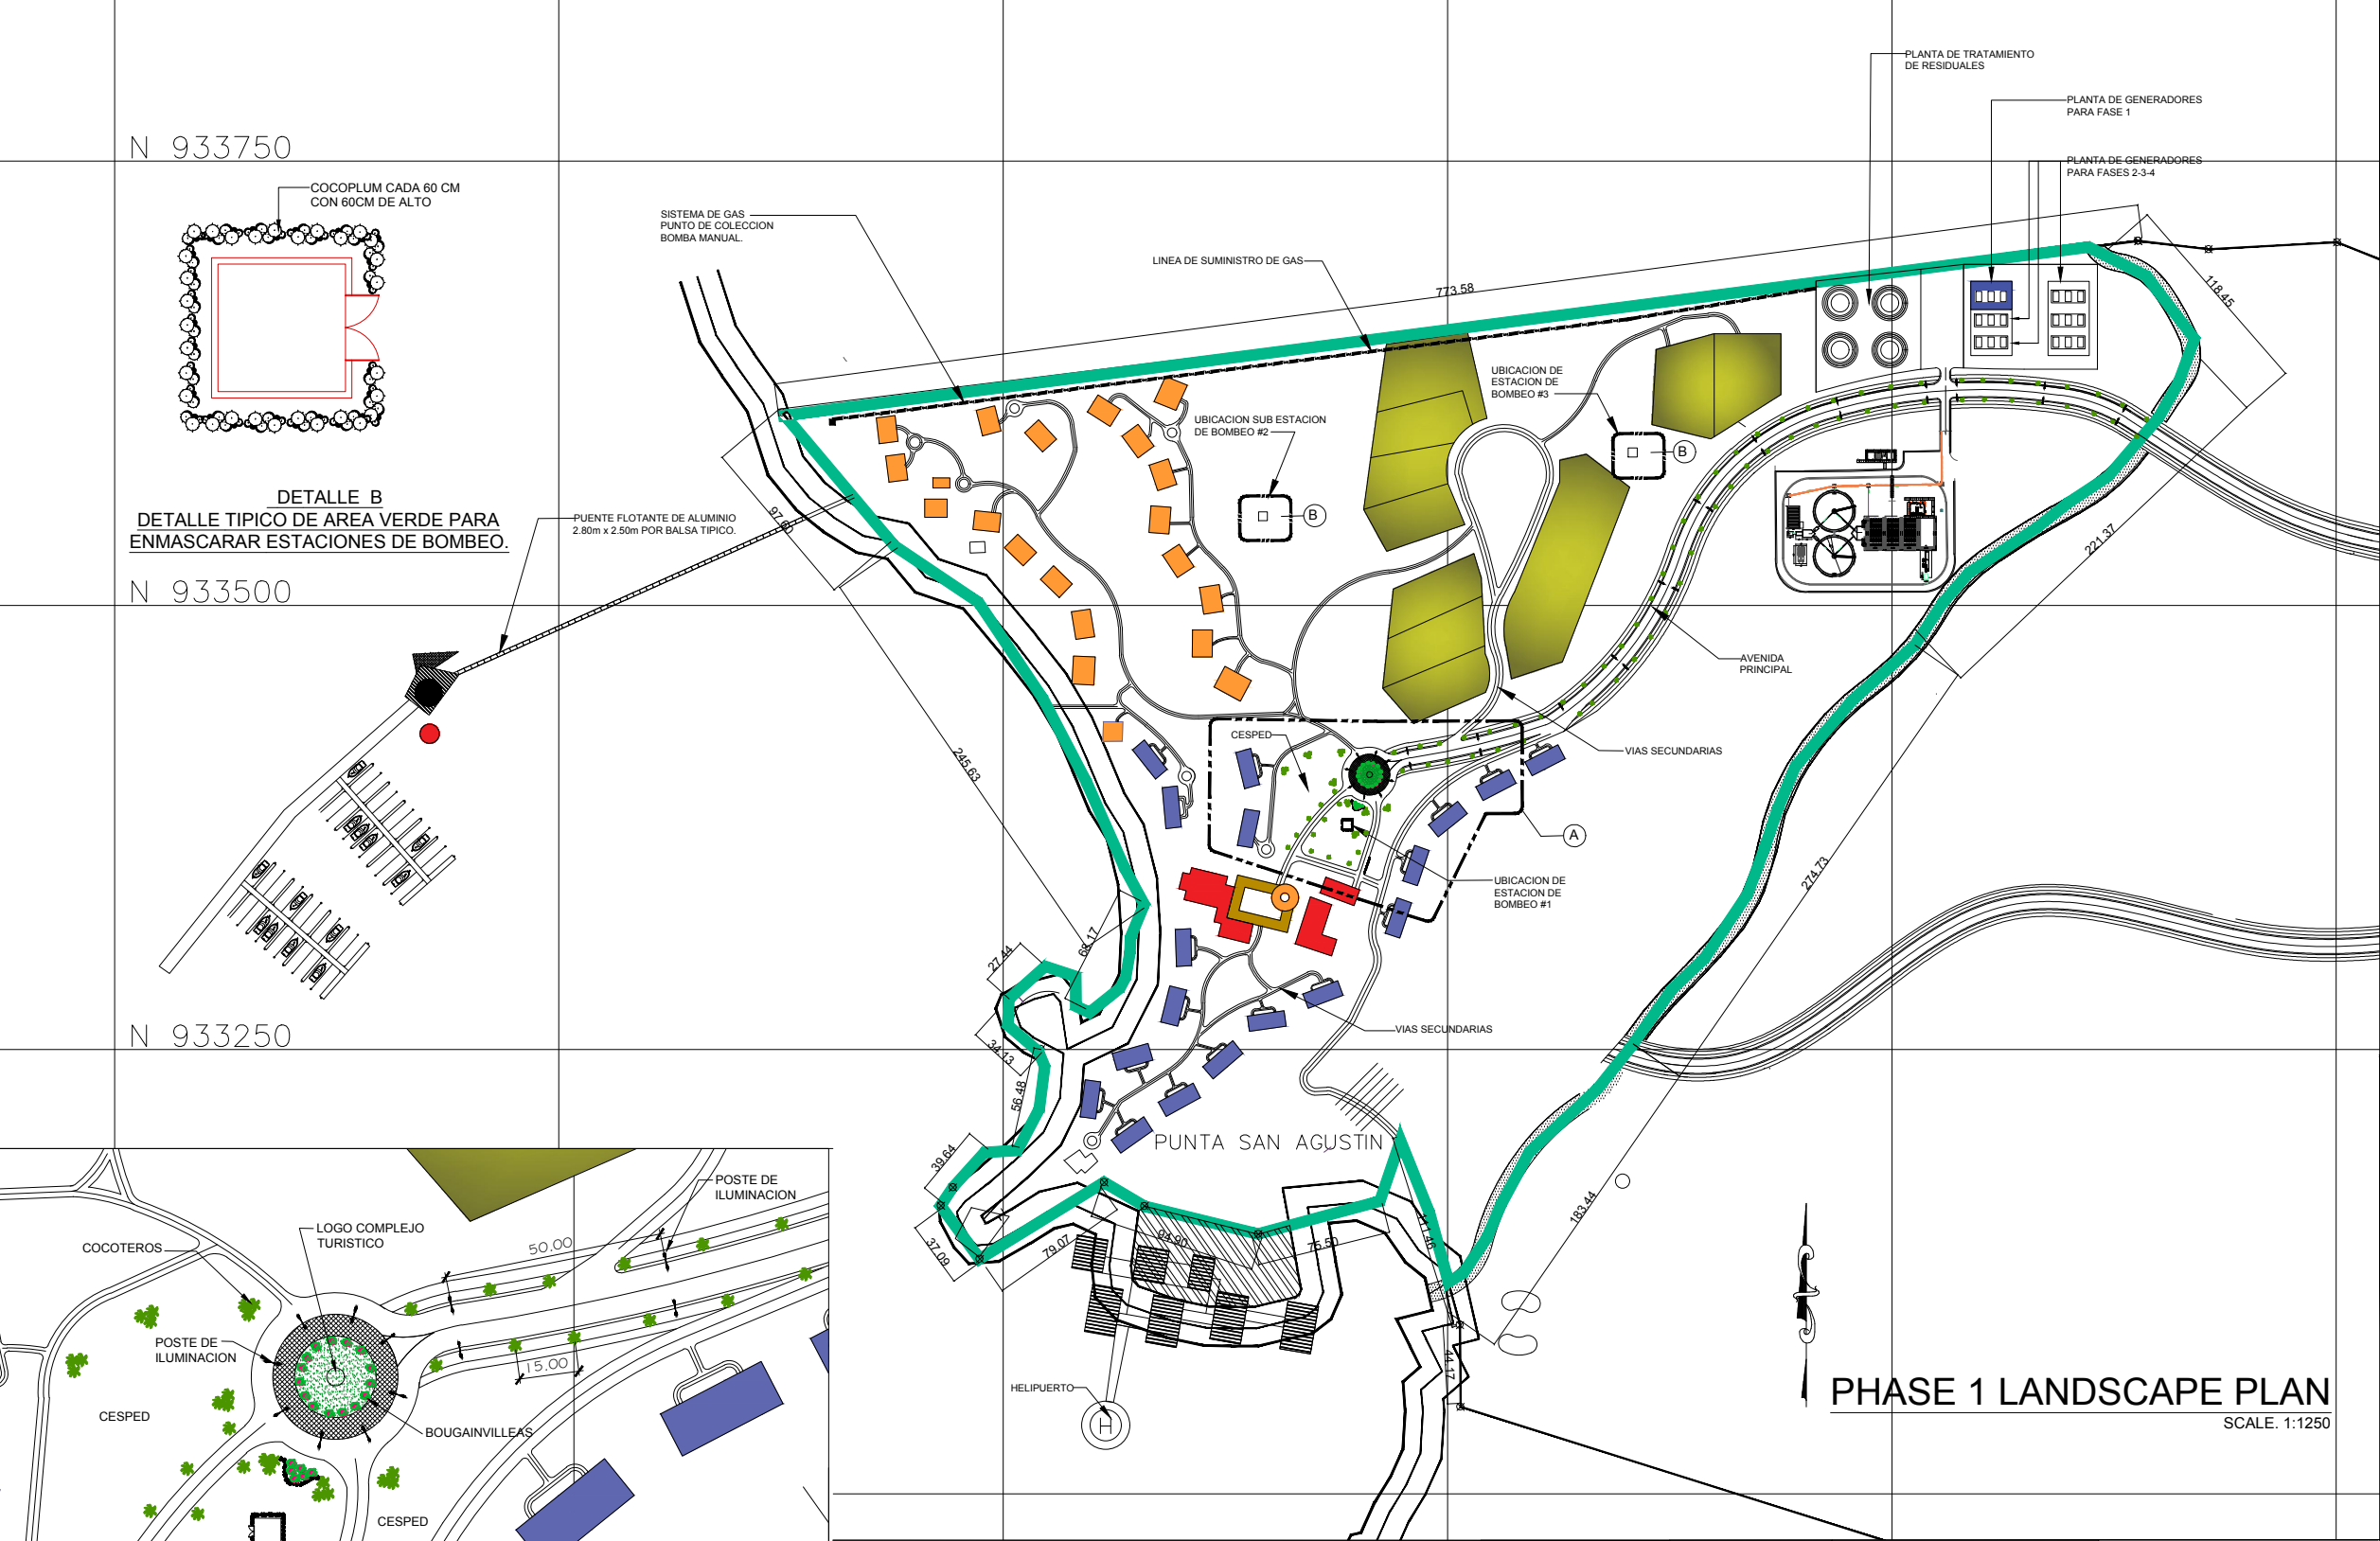 PLANTA DE TRATAMIENTO
DE RESIDUALES
PLANTA DE GENERADORES
PARA FASE 1
PLANTA DE GENERADORES
PARA FASES 2-3-4
N 933750
COCOPLUM CADA 60 CM
CON 60CM DE ALTO
DETALLE B
DETALLE TIPICO DE AREA VERDE PARA
ENMASCARAR ESTACIONES DE BOMBEO.
SISTEMA DE GAS
PUNTO DE COLECCION
BOMBA MANUAL.
LINEA DE SUMINISTRO DE GAS
773.58
118.45
UBICACION DE
ESTACION DE
BOMBEO #3
B
UBICACION SUB ESTACION
DE BOMBEO #2
B
PUENTE FLOTANTE DE ALUMINIO
2.80m x 2.50m POR BALSA TIPICO.
97.60
221.37
N 933500
AVENIDA
PRINCIPAL
CESPED
VIAS SECUNDARIAS
245.63
A
274.73
UBICACION DE
ESTACION DE
BOMBEO #1
68.17
27.44
N 933250
VIAS SECUNDARIAS
34.13
56.48
PUNTA SAN AGUSTIN
39.64
183.44
37.09
79.07
94.90
75.50
111.46
44.17
HELIPUERTO
H
POSTE DE
ILUMINACION
LOGO COMPLEJO
TURISTICO
COCOTEROS
50.00
POSTE DE
ILUMINACION
15.00
CESPED
BOUGAINVILLEAS
CESPED
PHASE 1 LANDSCAPE PLAN
SCALE. 1:1250